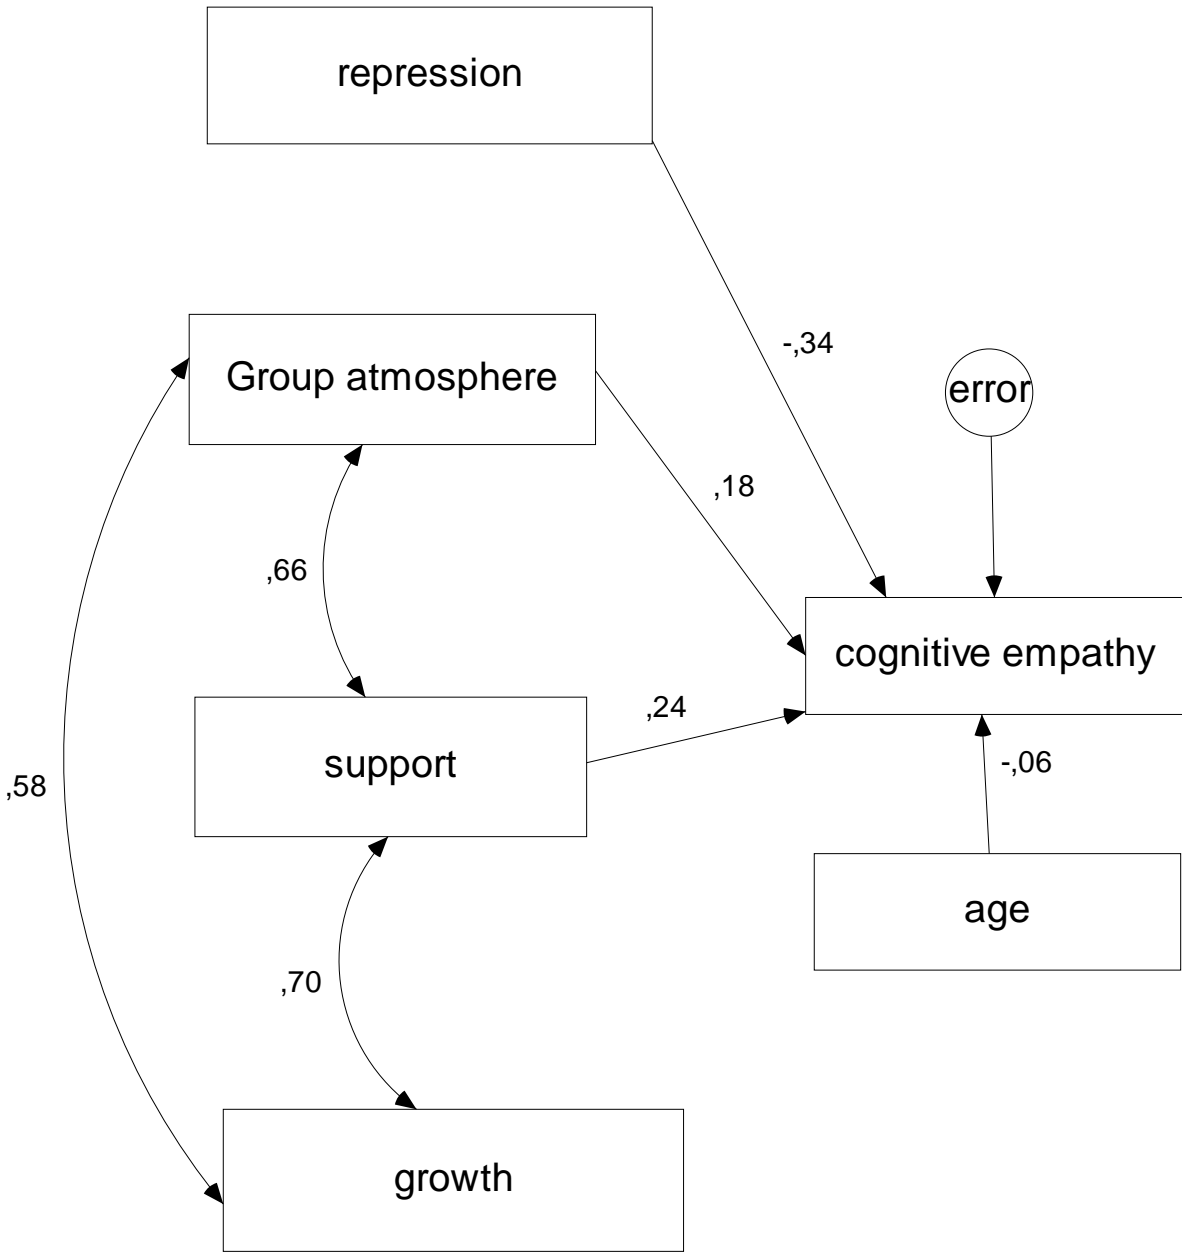 repression
-,34
Group atmosphere
error
,18
,66
cognitive empathy
,24
support
-,06
,58
age
,70
growth